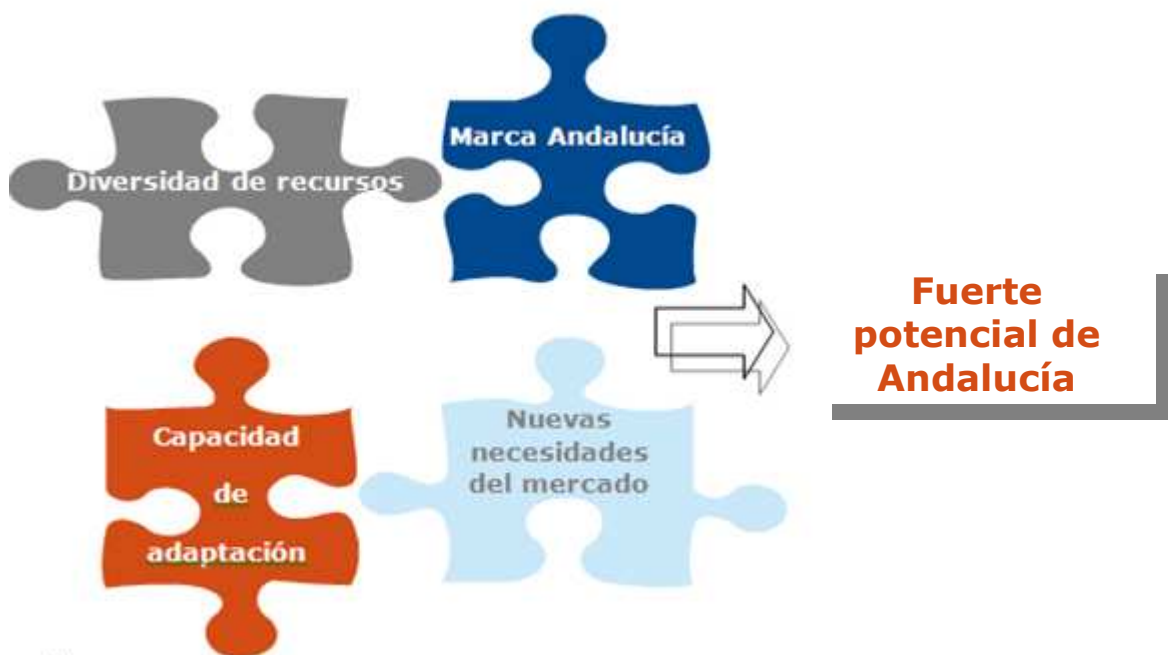 Diversidad de recursos
Marca Andalucía
Capacidad
de
adaptación
Nuevas
necesidades
del mercado
Fuerte
potencial de
Andalucía